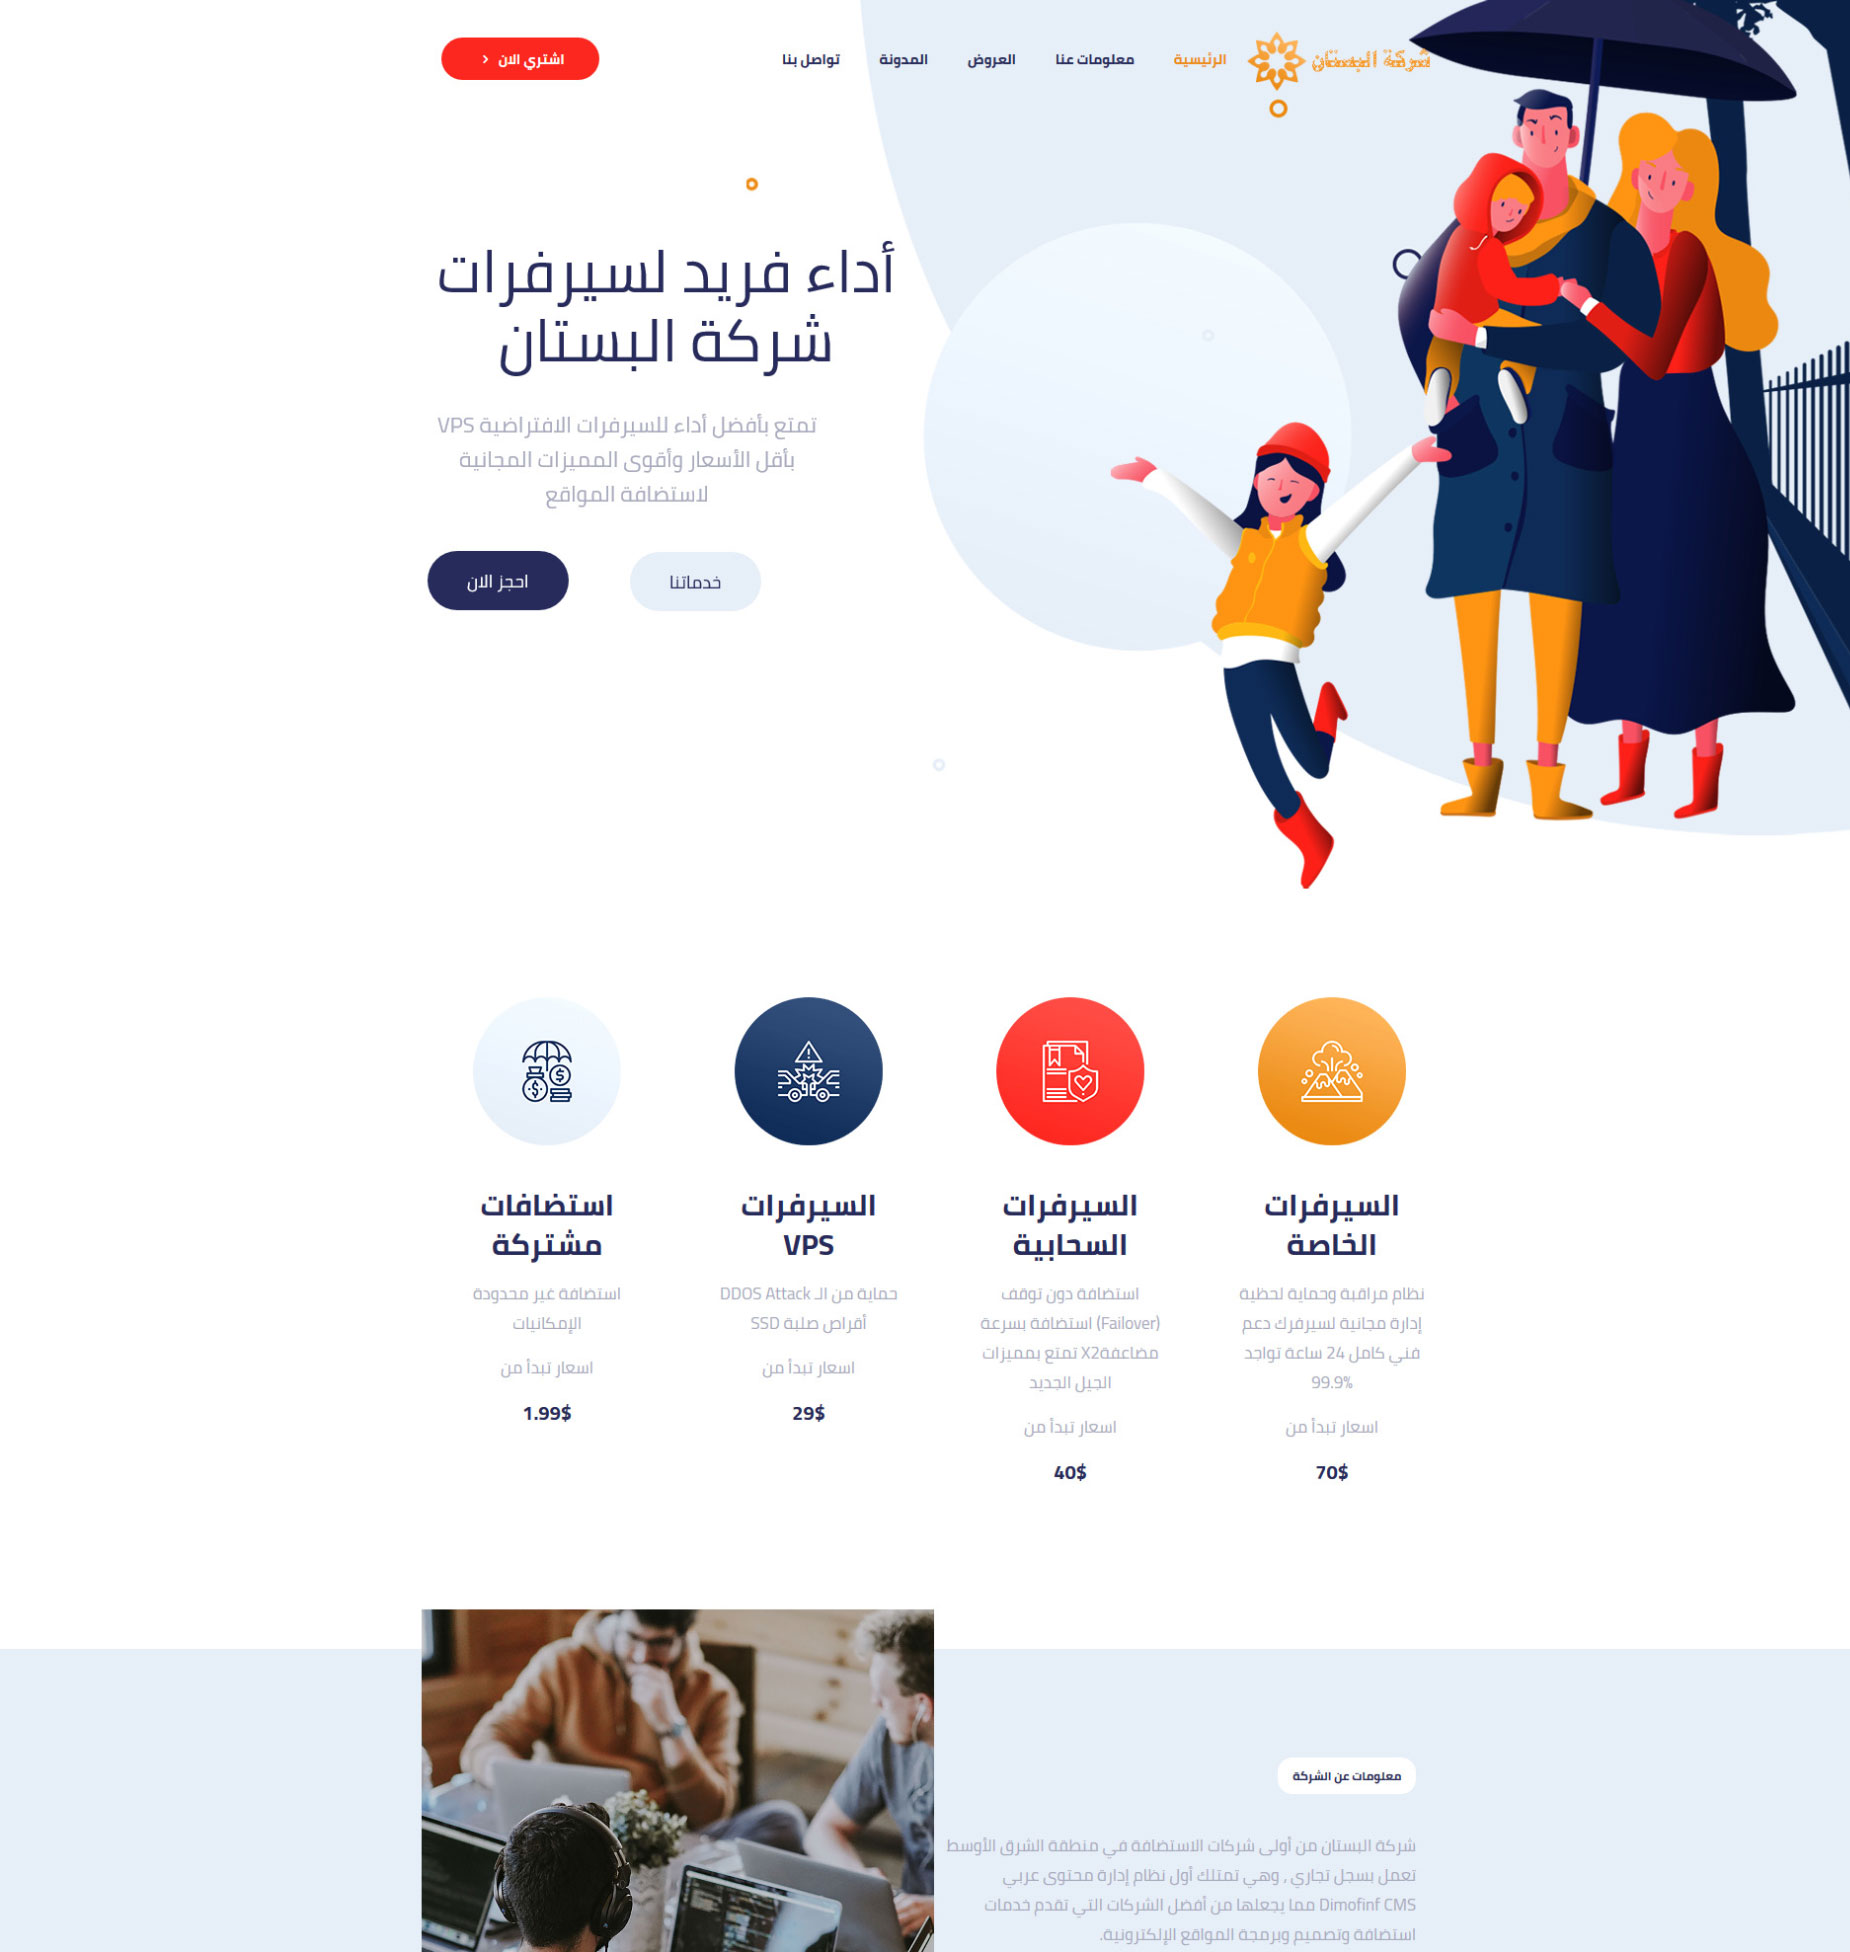 شركة البستان
الرئيسية
معلومات عنا
العروض
المدونة
تواصل بنا
اشتري الان
أداء فريد لسيرفرات
شركة البستان
تمتع بأفضل أداء للسيرفرات الافتراضية VPS
بأقل الأسعار وأقوى المميزات المجانية
لاستضافة المواقع
خدماتنا
احجز الان
السيرفرات
الخاصة
نظام مراقبة وحماية لحظية
إدارة مجانية لسيرفرك دعم
فني كامل 24 ساعة تواجد
99.9%
اسعار تبدأ من
70$
السيرفرات
السحابية
استضافة دون توقف
(Failover) استضافة بسرعة
مضاعفةX2 تمتع بمميزات
الجيل الجديد
اسعار تبدأ من
40$
السيرفرات
VPS
حماية من الـ DDOS Attack
أقراص صلبة SSD
اسعار تبدأ من
29$
استضافات
مشتركة
استضافة غير محدودة
الإمكانيات
اسعار تبدأ من
1.99$
معلومات عن الشركة
شركة البستان من أولى شركات الاستضافة في منطقة الشرق الأوسط
تعمل بسجل تجاري , وهي تمتلك أول نظام إدارة محتوى عربي
Dimofinf CMS مما يجعلها من أفضل الشركات التي تقدم خدمات
استضافة وتصميم وبرمجة المواقع الإلكترونية.